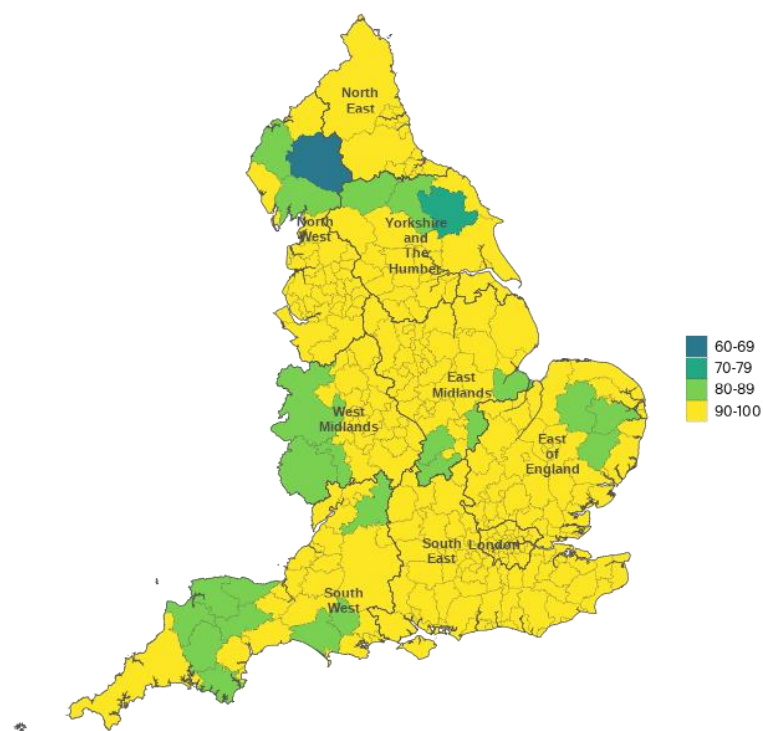 North
East
North
West
Yorkshire
and
The
Humber
60-69
70-79
80-89
90-100
East
Midlands
West
Midlands
East
of
England
South
East
London
South
West